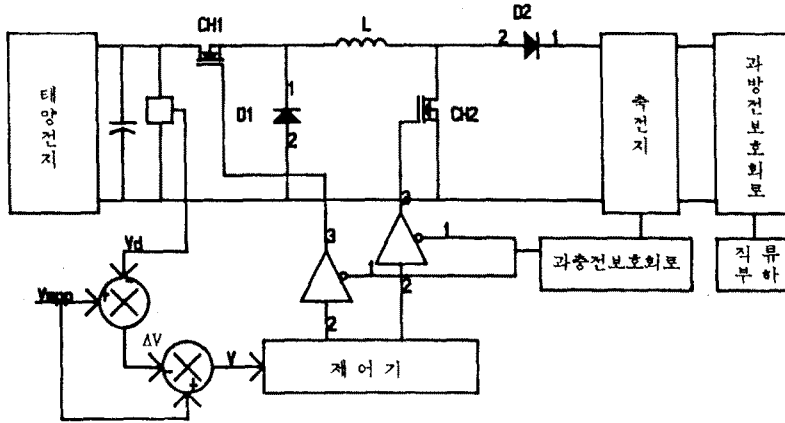 CH1
L
D2
2
1
태양전지
1
D1
2
CH2
축전지
과방전보호회로
3
1
Vd
3
1
과충전보호회로
직류부하
Vmpp
-
+
2
2
ΔV
-
V
제어기
+